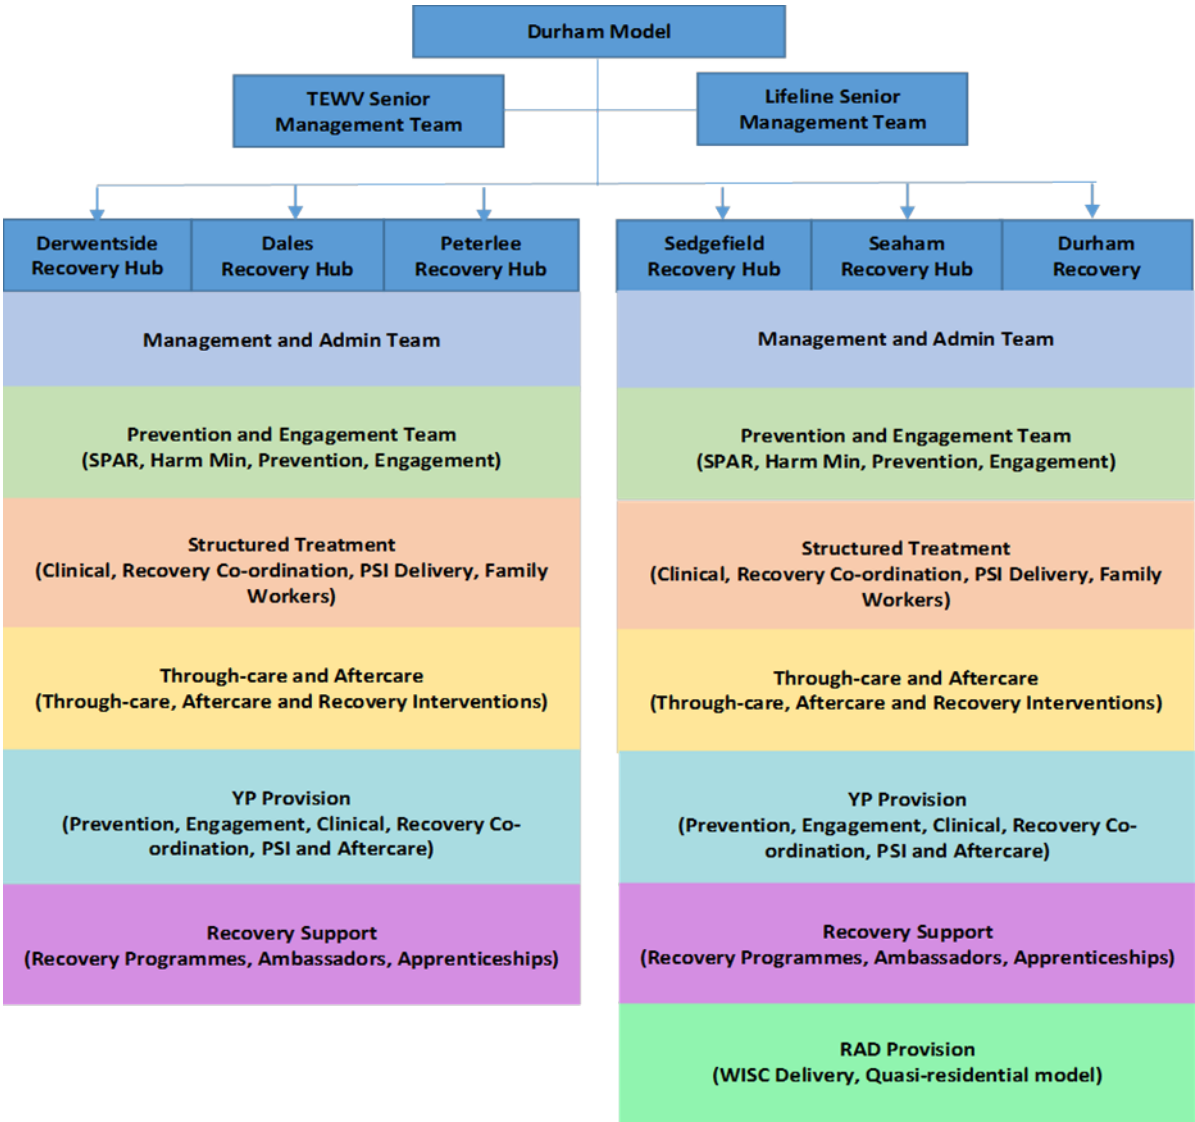 Durham Model
TEWV Senior
Management Team
Lifeline Senior
Management Team
Derwentside
Recovery Hub
Dales
Recovery Hub
Peterlee
Recovery Hub
Sedgefield
Recovery Hub
Seaham
Recovery Hub
Durham
Recovery
Management and Admin Team
Prevention and Engagement Team
(SPAR, Harm Min, Prevention, Engagement)
Structured Treatment
(Clinical, Recovery Co-ordination, PSI Delivery, Family
Workers)
Through-care and Aftercare
(Through-care, Aftercare and Recovery Interventions)
YP Provision
(Prevention, Engagement, Clinical, Recovery Co-
ordination, PSI and Aftercare)
Recovery Support
(Recovery Programmes, Ambassadors, Apprenticeships)
Management and Admin Team
Prevention and Engagement Team
(SPAR, Harm Min, Prevention, Engagement)
Structured Treatment
(Clinical, Recovery Co-ordination, PSI Delivery, Family
Workers)
Through-care and Aftercare
(Through-care, Aftercare and Recovery Interventions)
YP Provision
(Prevention, Engagement, Clinical, Recovery Co-
ordination, PSI and Aftercare)
Recovery Support
(Recovery Programmes, Ambassadors, Apprenticeships)
RAD Provision
(WISC Delivery, Quasi-residential model)